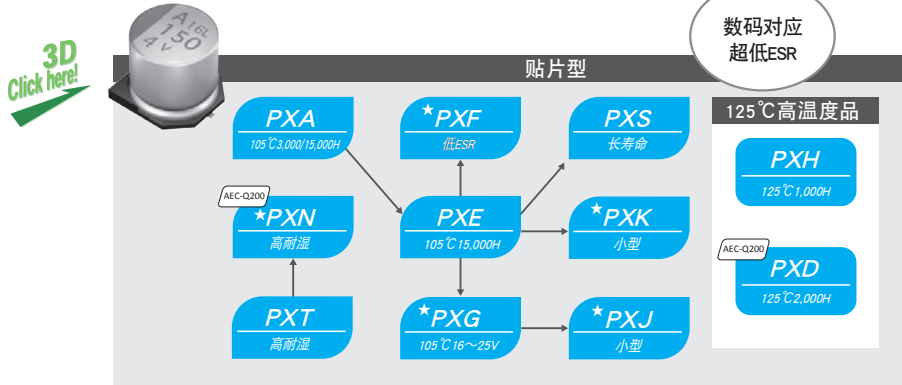 数码对应
超低ESR
3D
Click here!
A16L
150
4V
贴片型
PXA
105℃3,000/15,000H
★PXF
低ESR
PXS
长寿命
125℃高温度品
PXH
125℃1,000H
AEC-Q200
★PXN
高耐湿
PXE
105℃15,000H
★PXK
小型
AEC-Q200
PXD
125℃2,000H
PXT
高耐湿
★PXG
105℃16～25V
★PXJ
小型